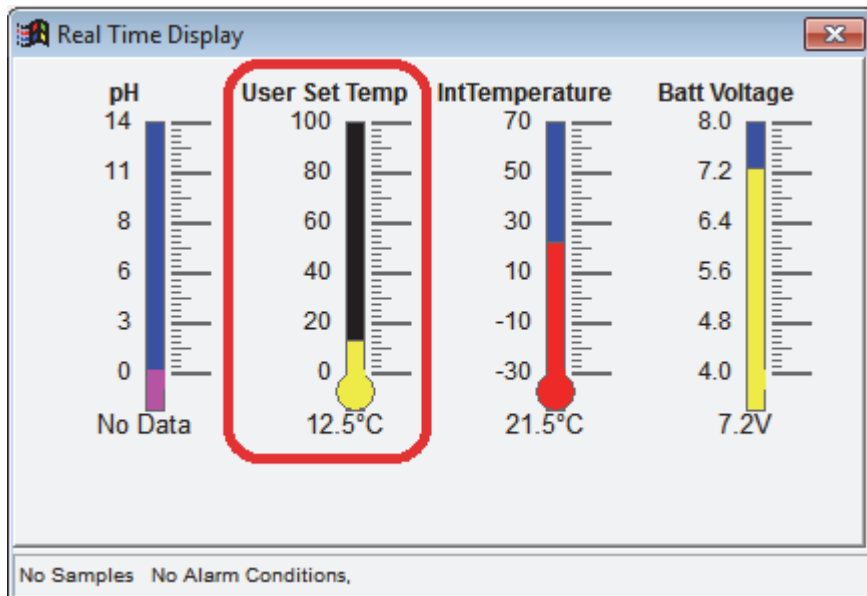 Real Time Display
pH User Set Temp IntTemperature Batt Voltage
14 100 70 8.0
11 80 50 7.2
8 60 30 6.4
6 40 10 5.6
3 20 -10 4.8
0 0 -30 4.0
No Data 12.5°C 21.5°C 7.2V
No Samples No Alarm Conditions,